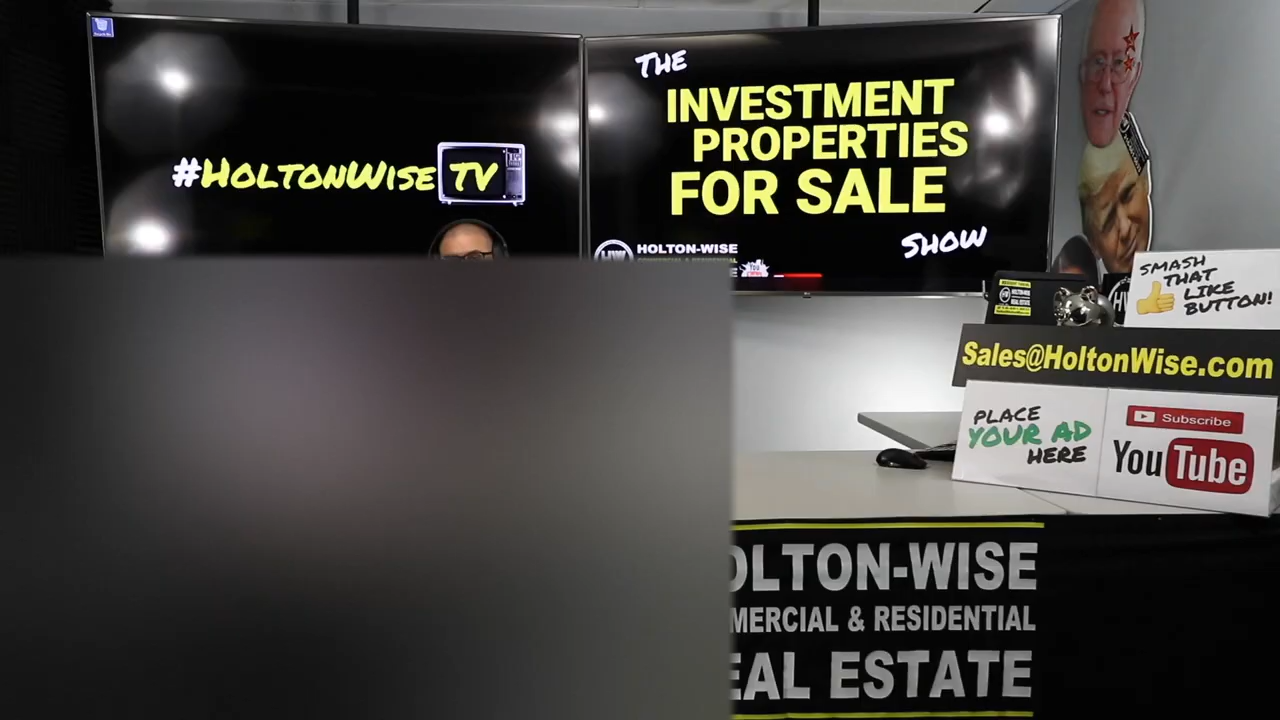 #HOLTONWISE TV
THE
INVESTMENT
PROPERTIES
FOR SALE
SHOW
HW
HOLTON-WISE
SMASH
THAT
LIKE
BUTTON!
Sales@HoltonWise.com
PLACE
YOUR AD
HERE
Subscribe
YouTube
OLTON-WISE
MERCIAL & RESIDENTIAL
EAL ESTATE